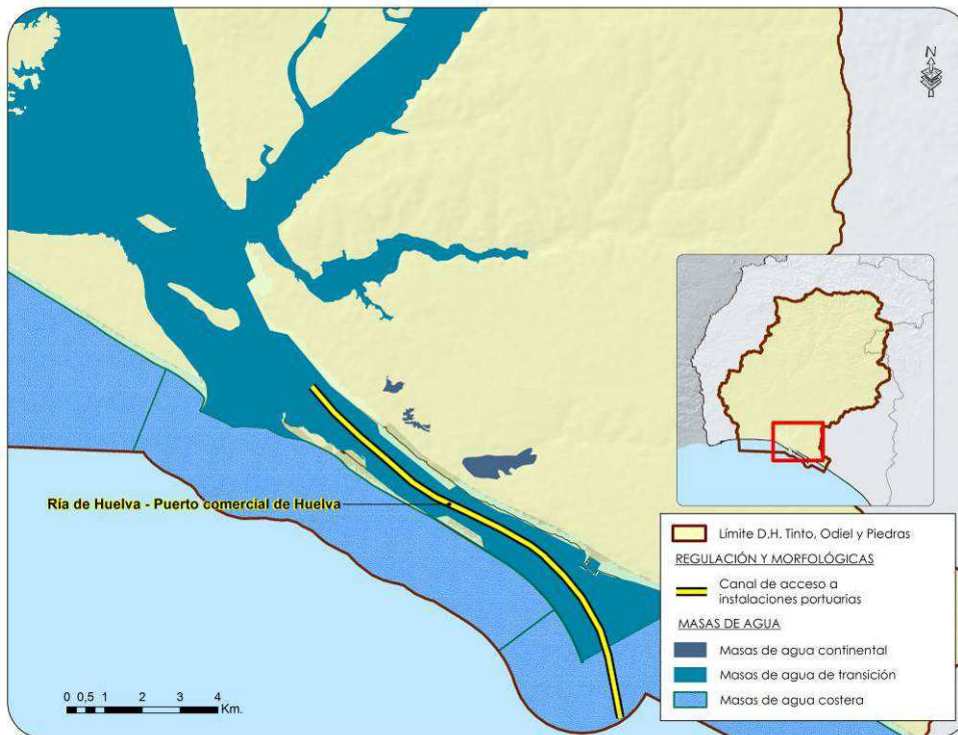 N
Ría de Huelva - Puerto comercial de Huelva
Límite D.H. Tinto, Odiel y Piedras
REGULACIÓN Y MORFOLÓGICAS
Canal de acceso a
instalaciones portuarias
MASAS DE AGUA
Masas de agua continental
Masas de agua de transición
Masas de agua costera
0 0,5 1 2 3 4
Km.